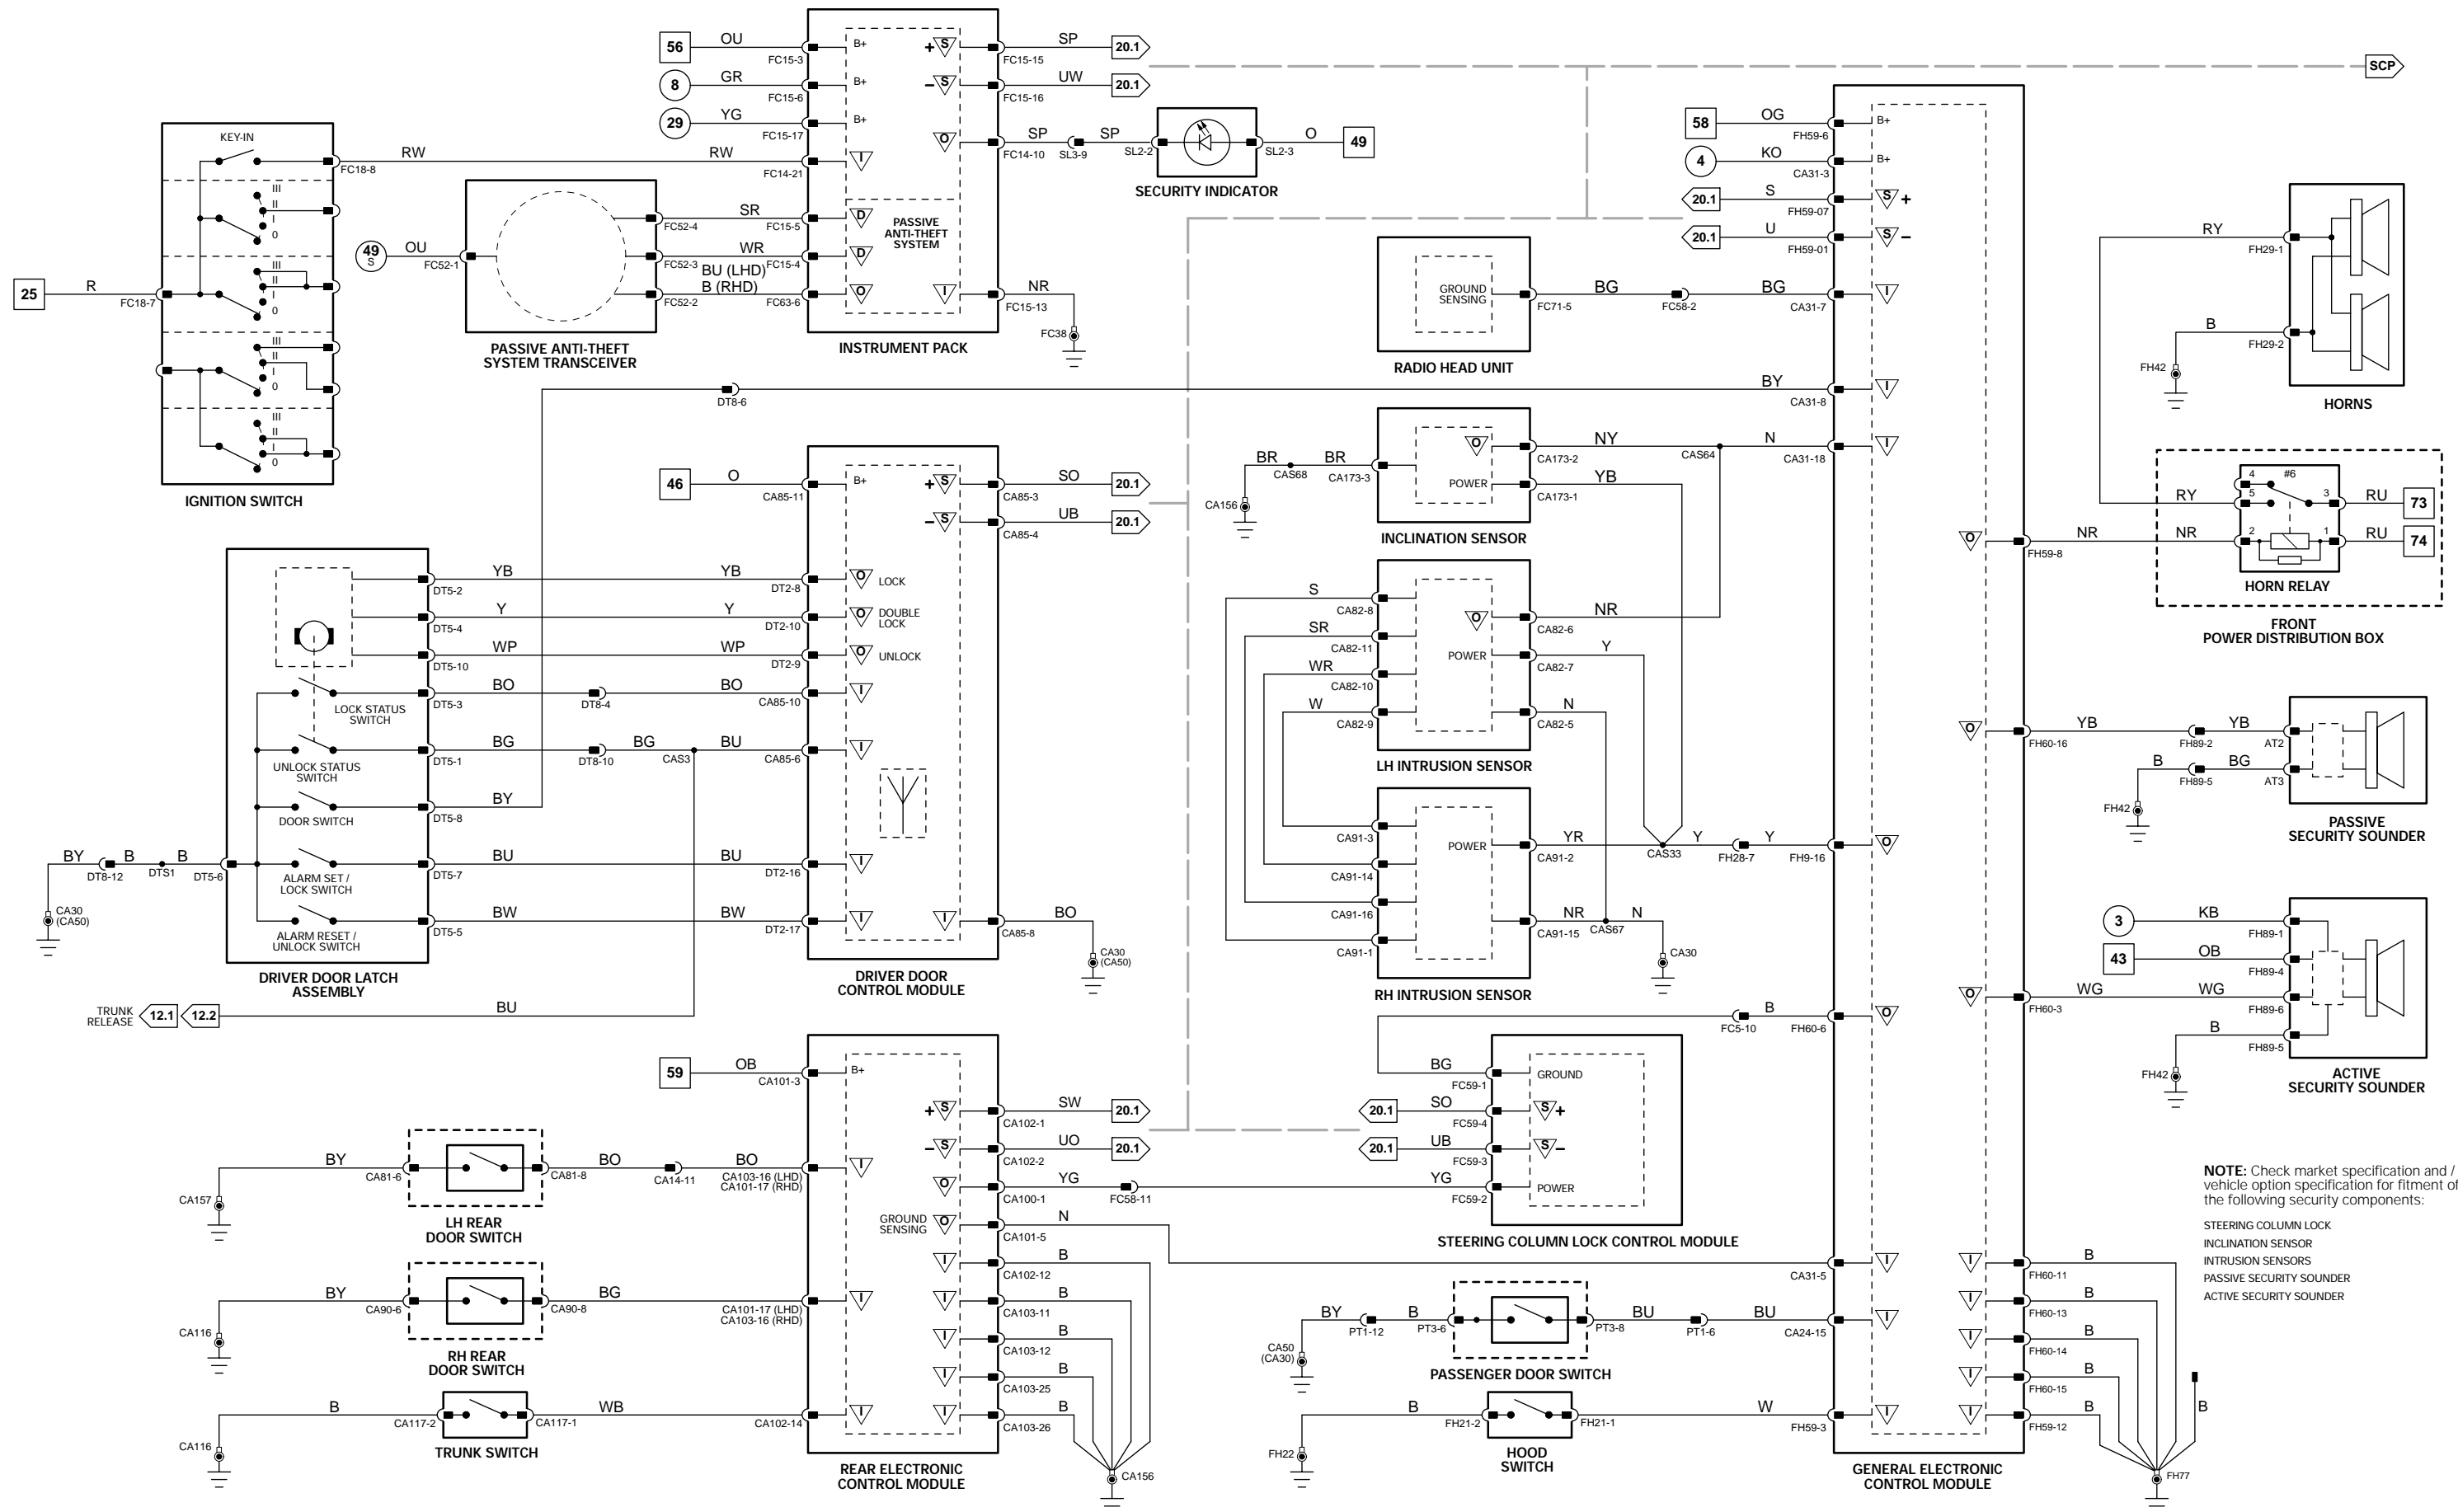 KEY-IN
III
II
I
0
III
II
I
0
III
II
I
0
III
II
I
0
25
R
FC18-7
FC18-8
RW
RW
FC14-21
IGNITION SWITCH
49
S
OU
FC52-1
FC52-4
SR
FC15-5
FC52-3
WR
FC15-4
BU (LHD)
B (RHD)
FC52-2
FC63-6
PASSIVE ANTI-THEFT
SYSTEM TRANSCEIVER
56
OU
FC15-3
B+
8
GR
FC15-6
B+
29
YG
FC15-17
B+
I
D
D
O
+ S
FC15-15
SP
20.1
– S
FC15-16
UW
20.1
O
FC14-10
SP
SL3-9
SP
SL2-2
SL2-3
O
49
SECURITY INDICATOR
PASSIVE
ANTI-THEFT
SYSTEM
I
FC15-13
NR
FC38
INSTRUMENT PACK
SCP
DT8-6
BY
CA31-8
46
O
CA85-11
B+
+ S
CA85-3
SO
20.1
– S
CA85-4
UB
20.1
DT5-2
YB
YB
DT2-8
O
LOCK
DT5-4
Y
Y
DT2-10
O
DOUBLE
LOCK
DT5-10
WP
WP
DT2-9
O
UNLOCK
LOCK STATUS
SWITCH
DT5-3
BO
DT8-4
BO
CA85-10
I
UNLOCK STATUS
SWITCH
DT5-1
BG
DT8-10
BG
CAS3
BU
CA85-6
I
DOOR SWITCH
DT5-8
BY
BY
DT8-12
B
DTS1
B
DT5-6
CA30
(CA50)
ALARM SET /
LOCK SWITCH
DT5-7
BU
BU
DT2-16
I
ALARM RESET /
UNLOCK SWITCH
DT5-5
BW
BW
DT2-17
I
I
CA85-8
BO
CA30
(CA50)
DRIVER DOOR LATCH
ASSEMBLY
DRIVER DOOR
CONTROL MODULE
TRUNK
RELEASE
12.1
12.2
BU
59
OB
CA101-3
B+
+ S
CA102-1
SW
20.1
– S
CA102-2
UO
20.1
CA157
BY
CA81-6
CA81-8
BO
CA14-11
BO
CA103-16 (LHD)
CA101-17 (RHD)
I
LH REAR
DOOR SWITCH
O
CA100-1
YG
FC58-11
YG
FC59-2
GROUND
SENSING
O
CA101-5
N
CA31-5
I
CA102-12
B
CA116
BY
CA90-6
CA90-8
BG
CA101-17 (LHD)
CA103-16 (RHD)
I
RH REAR
DOOR SWITCH
I
CA103-11
B
I
CA103-12
B
I
CA103-25
B
I
CA103-26
B
CA156
CA116
B
CA117-2
CA117-1
WB
CA102-14
I
TRUNK SWITCH
REAR ELECTRONIC
CONTROL MODULE
GROUND
SENSING
FC71-5
BG
FC58-2
BG
CA31-7
RADIO HEAD UNIT
CA156
BR
CAS68
BR
CA173-3
O
CA173-2
NY
CAS64
N
CA31-18
POWER
CA173-1
YB
INCLINATION SENSOR
S
CA82-8
SR
CA82-11
WR
CA82-10
W
CA82-9
O
CA82-6
NR
POWER
CA82-7
Y
CA82-5
N
LH INTRUSION SENSOR
CA91-3
CA91-14
CA91-16
CA91-1
POWER
CA91-2
YR
CAS33
Y
FH28-7
Y
FH9-16
CA91-15
NR
CAS67
N
CA30
RH INTRUSION SENSOR
FC5-10
B
FH60-6
BG
FC59-1
GROUND
20.1
SO
FC59-4
S +
20.1
UB
FC59-3
S –
POWER
STEERING COLUMN LOCK CONTROL MODULE
CA50
(CA30)
BY
PT1-12
B
PT3-6
PT3-8
BU
PT1-6
BU
CA24-15
PASSENGER DOOR SWITCH
FH22
B
FH21-2
FH21-1
W
FH59-3
HOOD
SWITCH
58
OG
FH59-6
B+
4
KO
CA31-3
B+
20.1
S
FH59-07
S +
20.1
U
FH59-01
S –
I
I
I
O
O
I
I
I
O
FH59-8
NR
NR
O
FH60-16
YB
FH89-2
YB
AT2
O
FH60-3
WG
WG
FH89-6
I
FH60-11
B
I
FH60-13
B
I
FH60-14
B
I
FH60-15
B
I
FH59-12
B
B
FH77
GENERAL ELECTRONIC
CONTROL MODULE
RY
FH29-1
B
FH29-2
FH42
HORNS
RY
4
5
#6
3
RU
73
2
1
RU
74
HORN RELAY
FRONT
POWER DISTRIBUTION BOX
B
FH89-5
BG
AT3
FH42
PASSIVE
SECURITY SOUNDER
3
KB
FH89-1
43
OB
FH89-4
B
FH89-5
FH42
ACTIVE
SECURITY SOUNDER
NOTE: Check market specification and /
vehicle option specification for fitment of
the following security components:
STEERING COLUMN LOCK
INCLINATION SENSOR
INTRUSION SENSORS
PASSIVE SECURITY SOUNDER
ACTIVE SECURITY SOUNDER